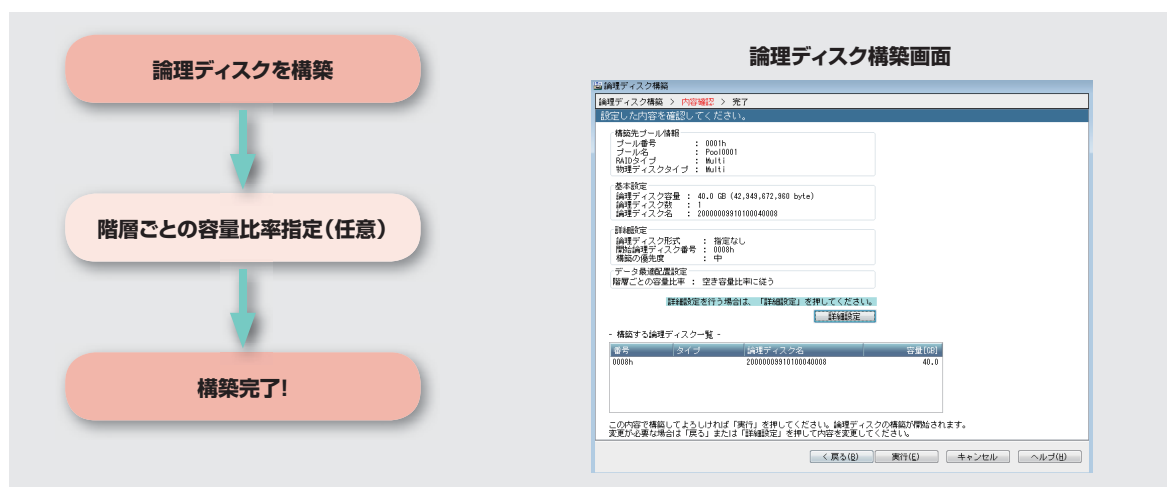 論理ディスクを構築
階層ごとの容量比率指定(任意)
構築完了!
論理ディスク構築画面
論理ディスク構築
論理ディスク構築 > 内容確認 > 完了
設定した内容を確認してください。
構築先プール情報
プール番号 : 0001h
プール名 : Pool0001
RAIDタイプ : Multi
物理ディスクタイプ : Multi
基本設定
論理ディスク容量 : 40.0 GB (42,949,672,960 byte)
論理ディスク数 : 1
論理ディスク名 : 20000009910100040008
詳細設定
論理ディスク形式 : 指定なし
開始論理ディスク番号 : 0008h
構築の優先度 : 中
データ最適配置設定
階層ごとの容量比率 : 空き容量比率に従う
詳細設定を行う場合は、「詳細設定」を押してください。
詳細設定
- 構築する論理ディスク一覧 -
番号 タイプ 論理ディスク名 容量[GB]
0008h 20000009910100040008 40.0
この内容で構築してよろしければ「実行」を押してください。論理ディスクの構築が開始されます。
変更が必要な場合は「戻る」または「詳細設定」を押して内容を変更してください。
< 戻る(B) 実行(E) キャンセル ヘルプ(H)